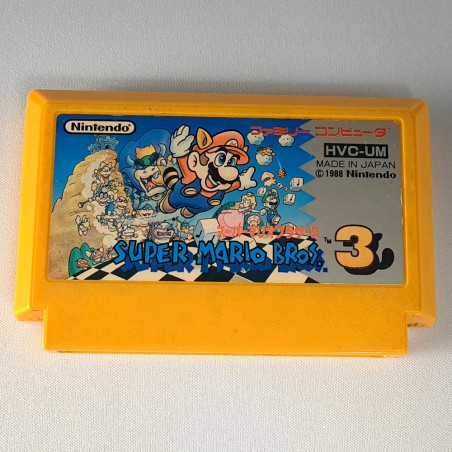 Nintendo
ファミリー コンピュータ
HVC-UM
MADE IN JAPAN
© 1988 Nintendo
スーパーマリオブラザーズ
SUPER MARIO BROS.™ 3